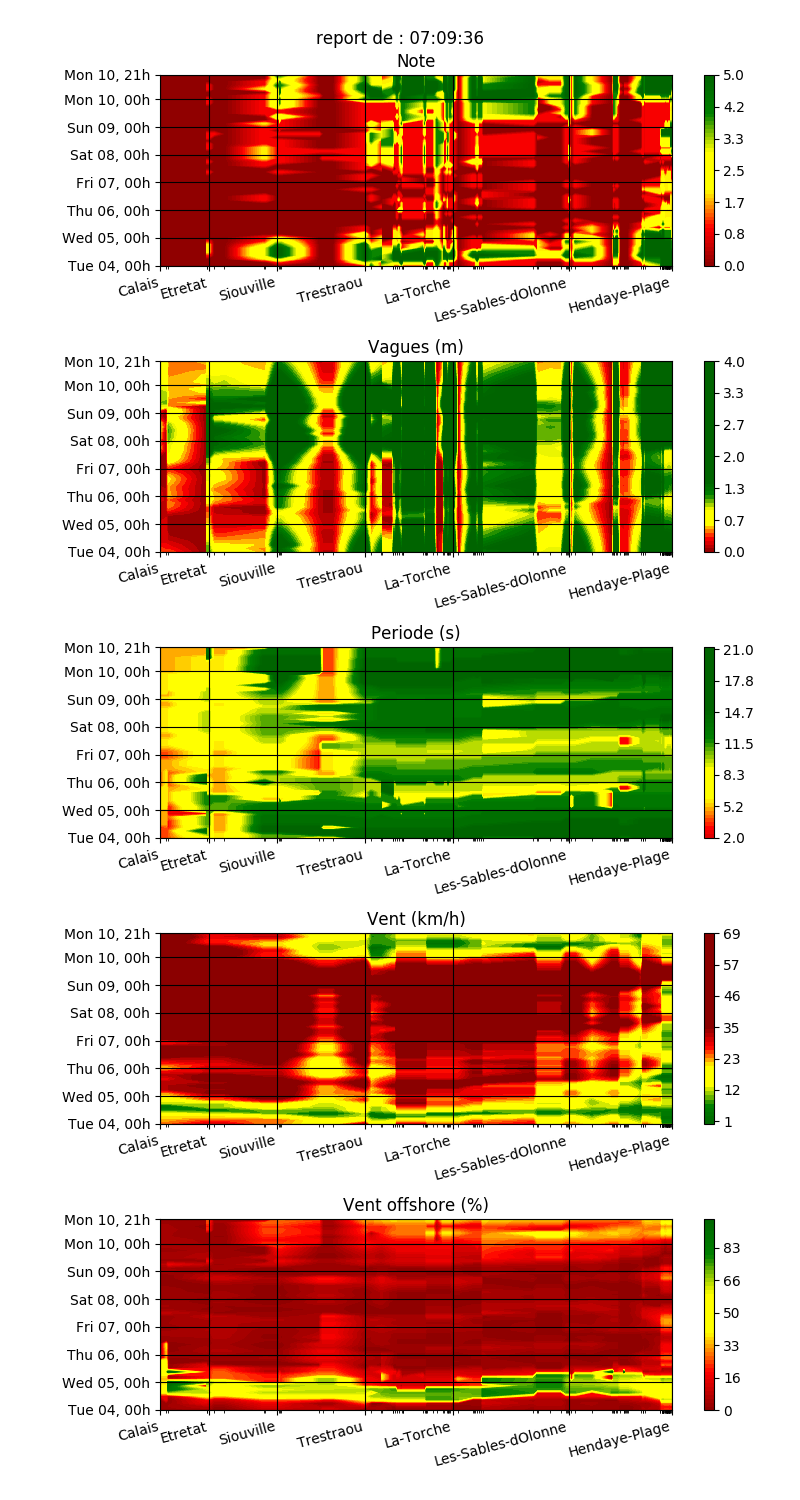 report de : 07:09:36
Note
Mon 10, 21h
Mon 10, 00h
Sun 09, 00h
Sat 08, 00h
Fri 07, 00h
Thu 06, 00h
Wed 05, 00h
Tue 04, 00h
5.0
4.2
3.3
2.5
1.7
0.8
0.0
Calais
Etretat
Siouville
Trestraou
La-Torche
Les-Sables-dOlonne
Hendaye-Plage
Vagues (m)
Mon 10, 21h
Mon 10, 00h
Sun 09, 00h
Sat 08, 00h
Fri 07, 00h
Thu 06, 00h
Wed 05, 00h
Tue 04, 00h
4.0
3.3
2.7
2.0
1.3
0.7
0.0
Calais
Etretat
Siouville
Trestraou
La-Torche
Les-Sables-dOlonne
Hendaye-Plage
Periode (s)
Mon 10, 21h
Mon 10, 00h
Sun 09, 00h
Sat 08, 00h
Fri 07, 00h
Thu 06, 00h
Wed 05, 00h
Tue 04, 00h
21.0
17.8
14.7
11.5
8.3
5.2
2.0
Calais
Etretat
Siouville
Trestraou
La-Torche
Les-Sables-dOlonne
Hendaye-Plage
Vent (km/h)
Mon 10, 21h
Mon 10, 00h
Sun 09, 00h
Sat 08, 00h
Fri 07, 00h
Thu 06, 00h
Wed 05, 00h
Tue 04, 00h
69
57
46
35
23
12
1
Calais
Etretat
Siouville
Trestraou
La-Torche
Les-Sables-dOlonne
Hendaye-Plage
Vent offshore (%)
Mon 10, 21h
Mon 10, 00h
Sun 09, 00h
Sat 08, 00h
Fri 07, 00h
Thu 06, 00h
Wed 05, 00h
Tue 04, 00h
83
66
50
33
16
0
Calais
Etretat
Siouville
Trestraou
La-Torche
Les-Sables-dOlonne
Hendaye-Plage